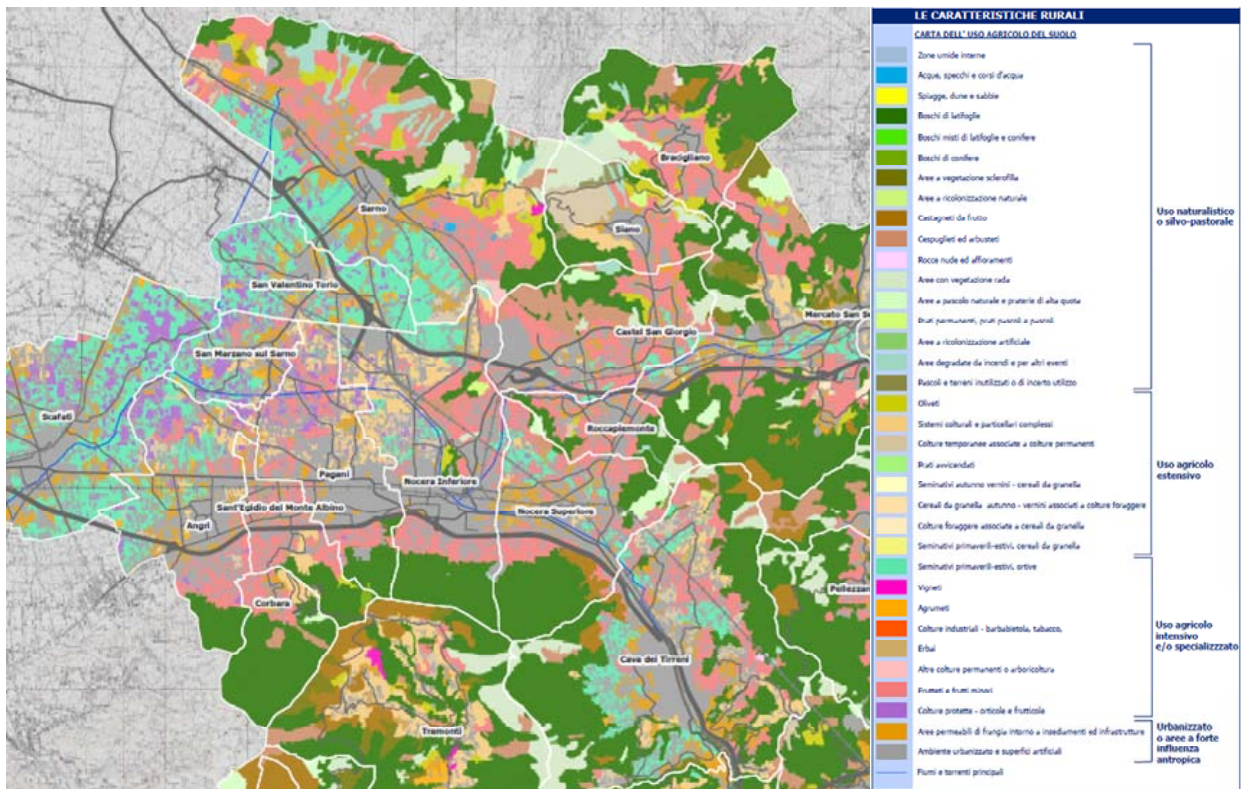 LE CARATTERISTICHE RURALI
CARTA DELL' USO AGRICOLO DEL SUOLO
Zone umide interne
Acque, specchi e corsi d'acqua
Spiagge, dune e sabbie
Boschi di latifoglie
Boschi misti di latifoglie e conifere
Boschi di conifere
Aree a vegetazione sclerofilla
Aree a ricolonizzazione naturale
Castagneti da frutto
Cespuglieti ed arbusteti
Rocce nude ed affioramenti
Aree con vegetazione rada
Aree a pascolo naturale e praterie di alta quota
Prati permanenti, prati pascoli e pascoli
Aree a ricolonizzazione artificiale
Aree degradate da incendi e per altri eventi
Pascoli e terreni inutilizzati o di incerto utilizzo
Uso naturalistico
o silvo-pastorale
Oliveti
Sistemi colturali e particellari complessi
Colture temporanee associate a colture permanenti
Prati avvicendati
Seminativi autunno vernini - cereali da granella
Cereali da granella autunno - vernini associati a colture foraggere
Colture foraggere associate a cereali da granella
Seminativi primaverili-estivi, cereali da granella
Uso agricolo
estensivo
Seminativi primaverili-estivi, ortive
Vigneti
Agrumeti
Colture industriali - barbabietola, tabacco,
Erbai
Altre colture permanenti o arboricoltura
Frutteti e frutti minori
Colture protette - orticole e frutticole
Uso agricolo
intensivo
e/o specializzzato
Aree permeabili di frangia intorno a insediamenti ed infrastrutture
Ambiente urbanizzato e superfici artificiali
Urbanizzato
o aree a forte
influenza
antropica
Fiumi e torrenti principali
Bracigliano
Sarno
Siano
San Valentino Torio
Mercato San Se
Castel San Giorgio
San Marzano sul Sarno
Scafati
Roccapiemonte
Pagani
Nocera Inferiore
Sant'Egidio del Monte Albino
Nocera Superiore
Angri
Pellezzan
Corbara
Cava dei Tirreni
Tramonti